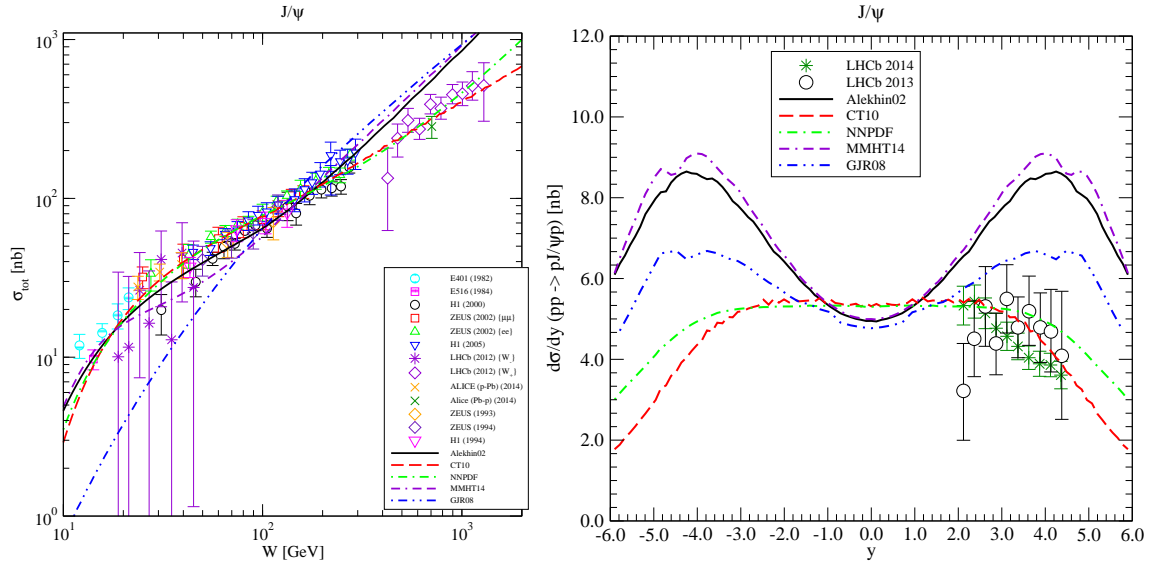 J/ψ
10³
10²
10¹
10⁰
σtot [nb]
10¹
10²
10³
W [GeV]
E401 (1982)
E516 (1984)
H1 (2000)
ZEUS (2002) {μμ}
ZEUS (2002) {ee}
H1 (2005)
LHCb (2012) {W_}
LHCb (2012) {W₊}
ALICE (p-Pb) (2014)
Alice (Pb-p) (2014)
ZEUS (1993)
ZEUS (1994)
H1 (1994)
Alekhin02
CT10
NNPDF
MMHT14
GJR08
J/ψ
12.0
10.0
8.0
6.0
4.0
2.0
0.0
dσ/dy (pp -> pJ/ψp) [nb]
-6.0 -5.0 -4.0 -3.0 -2.0 -1.0 0.0 1.0 2.0 3.0 4.0 5.0 6.0
y
LHCb 2014
LHCb 2013
Alekhin02
CT10
NNPDF
MMHT14
GJR08